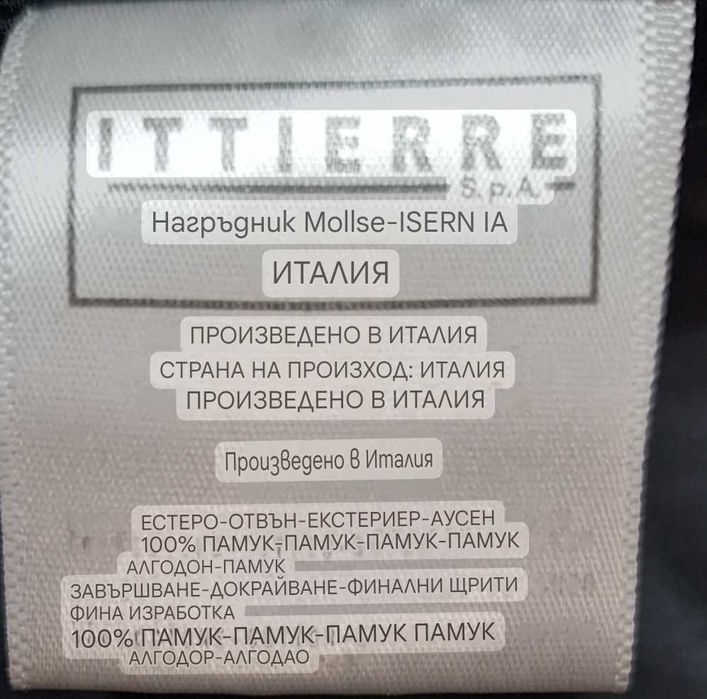 ITTIERRE
S.p.A.
Нагръдник Mollse-ISERN IA
ИТАЛИЯ
ПРОИЗВЕДЕНО В ИТАЛИЯ
СТРАНА НА ПРОИЗХОД: ИТАЛИЯ
ПРОИЗВЕДЕНО В ИТАЛИЯ
Произведено в Италия
ЕСТЕРО-ОТВЪН-ЕКСТЕРИЕР-АУСЕН
100% ПАМУК-ПАМУК-ПАМУК-ПАМУК
АЛГОДОН-ПАМУК
ЗАВЪРШВАНЕ-ДОКРАЙВАНЕ-ФИНАЛНИ ЩРИТИ
ФИНА ИЗРАБОТКА
100% ПАМУК-ПАМУК-ПАМУК ПАМУК
АЛГОДОР-АЛГОДАО